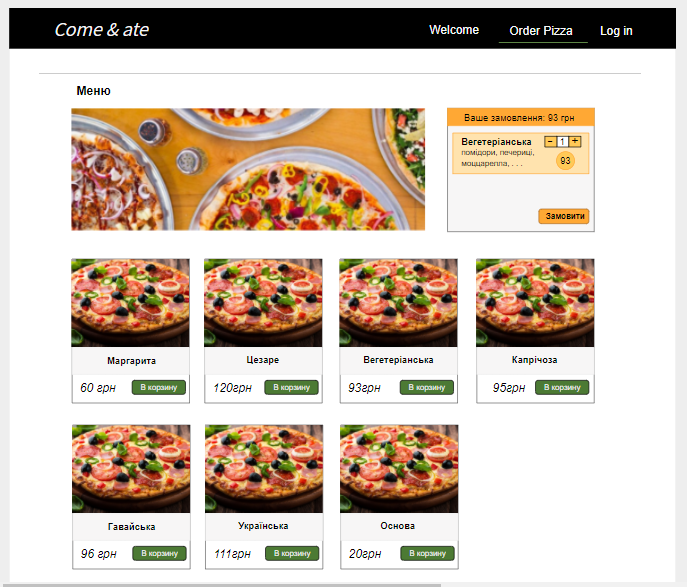 Come & ate
Welcome
Order Pizza
Log in
Меню
Ваше замовлення: 93 грн
Вегетеріанська
- 1 +
помідори, печериці,
моццарелла, . . .
93
Замовити
Маргарита
60 грн
В корзину
Цезаре
120грн
В корзину
Вегетеріанська
93грн
В корзину
Капрічоза
95грн
В корзину
Гавайська
96 грн
В корзину
Українська
111грн
В корзину
Основа
20грн
В корзину